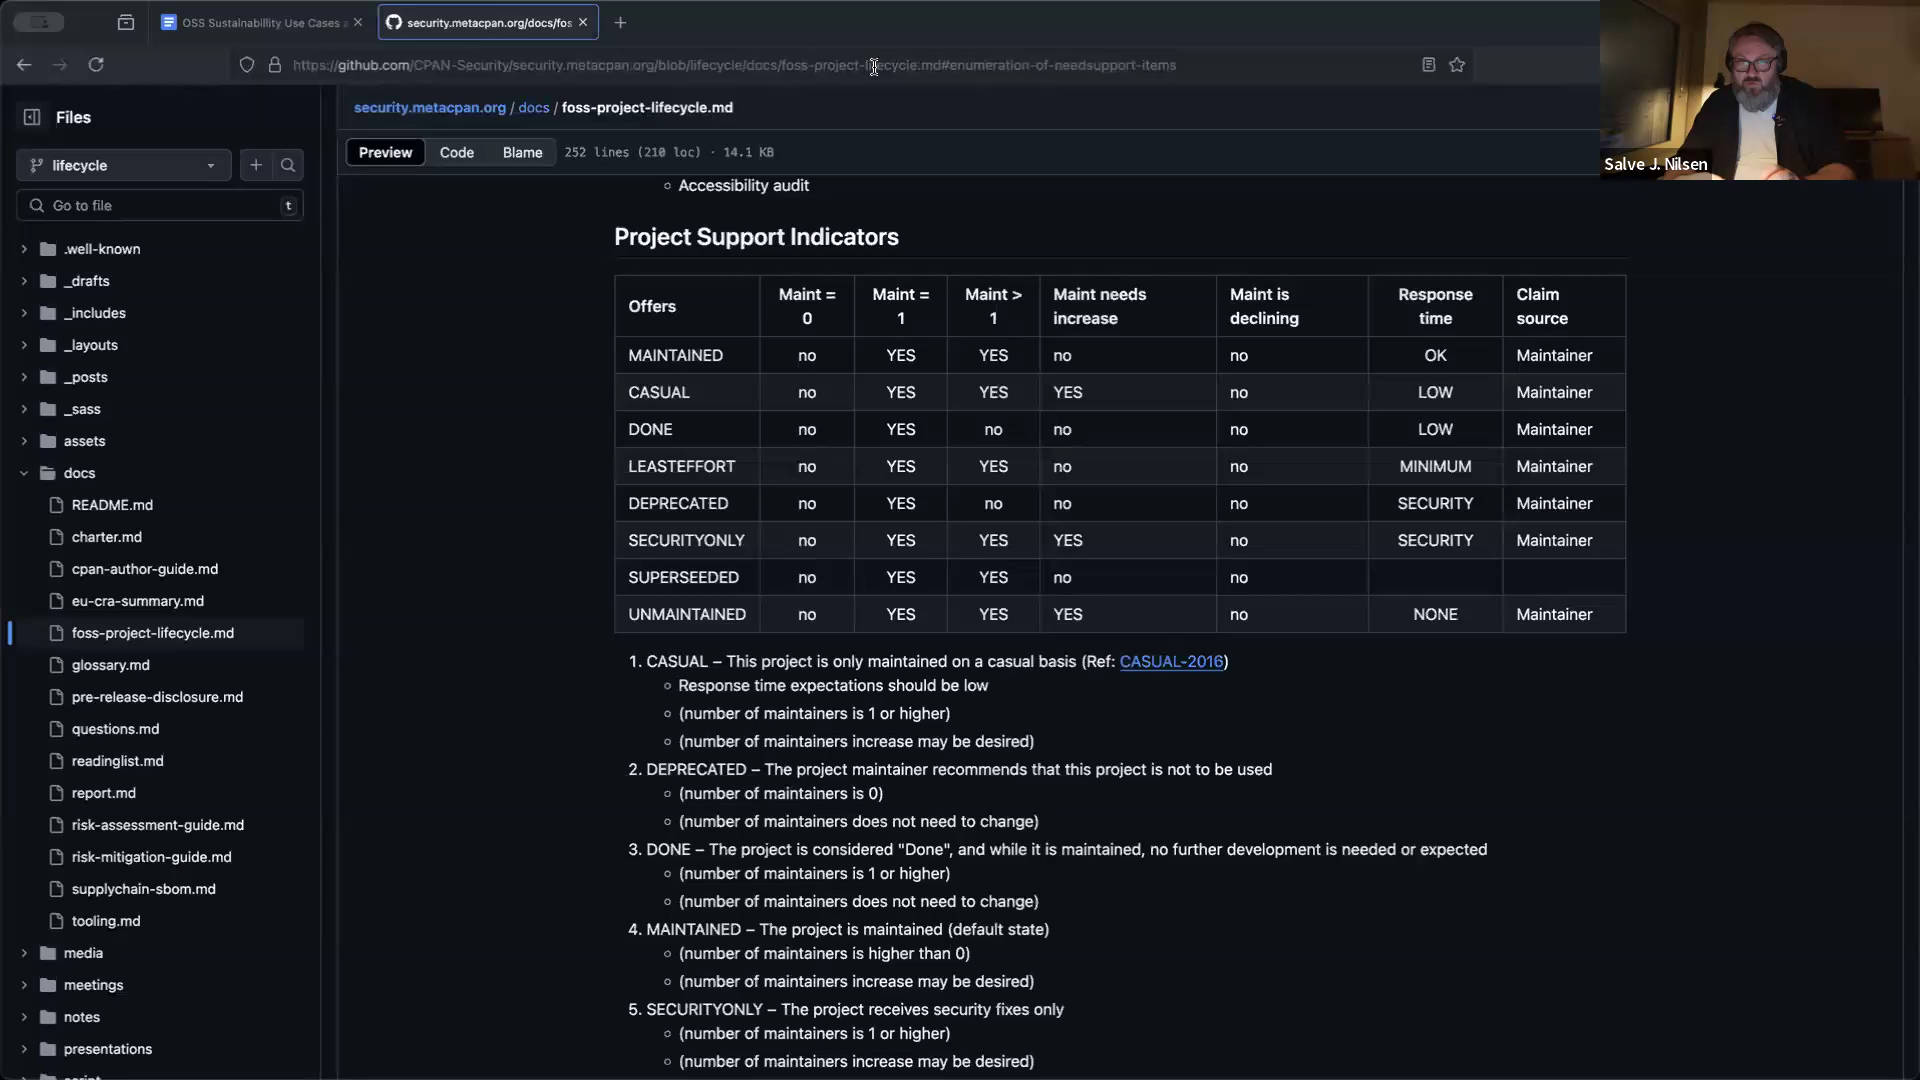 OSS Sustainability Use Cases a
security.metacpan.org/docs/fos
https://github.com/CPAN-Security/security.metacpan.org/blob/lifecycle/docs/foss-project-lifecycle.md#enumeration-of-needsupport-items
Salve J. Nilsen
Files
lifecycle
Go to file
t
.well-known
_drafts
_includes
_layouts
_posts
_sass
assets
docs
README.md
charter.md
cpan-author-guide.md
eu-cra-summary.md
foss-project-lifecycle.md
glossary.md
pre-release-disclosure.md
questions.md
readinglist.md
report.md
risk-assessment-guide.md
risk-mitigation-guide.md
supplychain-sbom.md
tooling.md
media
meetings
notes
presentations
security.metacpan.org / docs / foss-project-lifecycle.md
Preview Code Blame 252 lines (210 loc) · 14.1 KB
◦ Accessibility audit
Project Support Indicators
Offers Maint = 0 Maint = 1 Maint > 1 Maint needs increase Maint is declining Response time Claim source
MAINTAINED no YES YES no no OK Maintainer
CASUAL no YES YES YES no LOW Maintainer
DONE no YES no no no LOW Maintainer
LEASTEFFORT no YES YES no no MINIMUM Maintainer
DEPRECATED no YES no no no SECURITY Maintainer
SECURITYONLY no YES YES YES no SECURITY Maintainer
SUPERSEEDED no YES YES no no
UNMAINTAINED no YES YES YES no NONE Maintainer
1. CASUAL – This project is only maintained on a casual basis (Ref: CASUAL-2016)
◦ Response time expectations should be low
◦ (number of maintainers is 1 or higher)
◦ (number of maintainers increase may be desired)
2. DEPRECATED – The project maintainer recommends that this project is not to be used
◦ (number of maintainers is 0)
◦ (number of maintainers does not need to change)
3. DONE – The project is considered "Done", and while it is maintained, no further development is needed or expected
◦ (number of maintainers is 1 or higher)
◦ (number of maintainers does not need to change)
4. MAINTAINED – The project is maintained (default state)
◦ (number of maintainers is higher than 0)
◦ (number of maintainers increase may be desired)
5. SECURITYONLY – The project receives security fixes only
◦ (number of maintainers is 1 or higher)
◦ (number of maintainers increase may be desired)